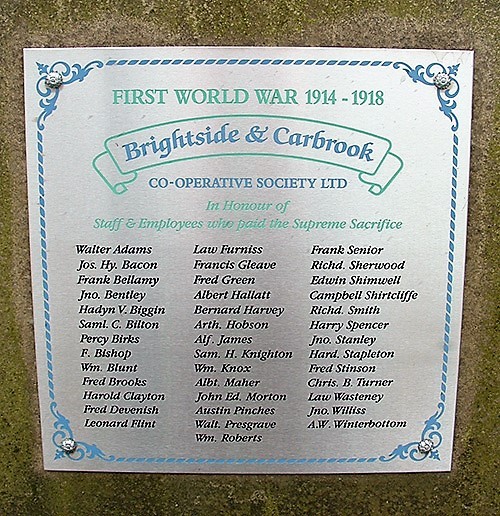 FIRST WORLD WAR 1914 - 1918
Brightside & Carbrook
CO-OPERATIVE SOCIETY LTD
In Honour of
Staff & Employees who paid the Supreme Sacrifice
Walter Adams
Jos. Hy. Bacon
Frank Bellamy
Jno. Bentley
Hadyn V. Biggin
Saml. C. Bilton
Percy Birks
F. Bishop
Wm. Blunt
Fred Brooks
Harold Clayton
Fred Devenish
Leonard Flint
Law Furniss
Francis Gleave
Fred Green
Albert Hallatt
Bernard Harvey
Arth. Hobson
Alf. James
Sam. H. Knighton
Wm. Knox
Albt. Maher
John Ed. Morton
Austin Pinches
Walt. Presgrave
Wm. Roberts
Frank Senior
Richd. Sherwood
Edwin Shimwell
Campbell Shirtcliffe
Richd. Smith
Harry Spencer
Jno. Stanley
Hard. Stapleton
Fred Stinson
Chris. B. Turner
Law Wasteney
Jno. Williss
A.W. Winterbottom